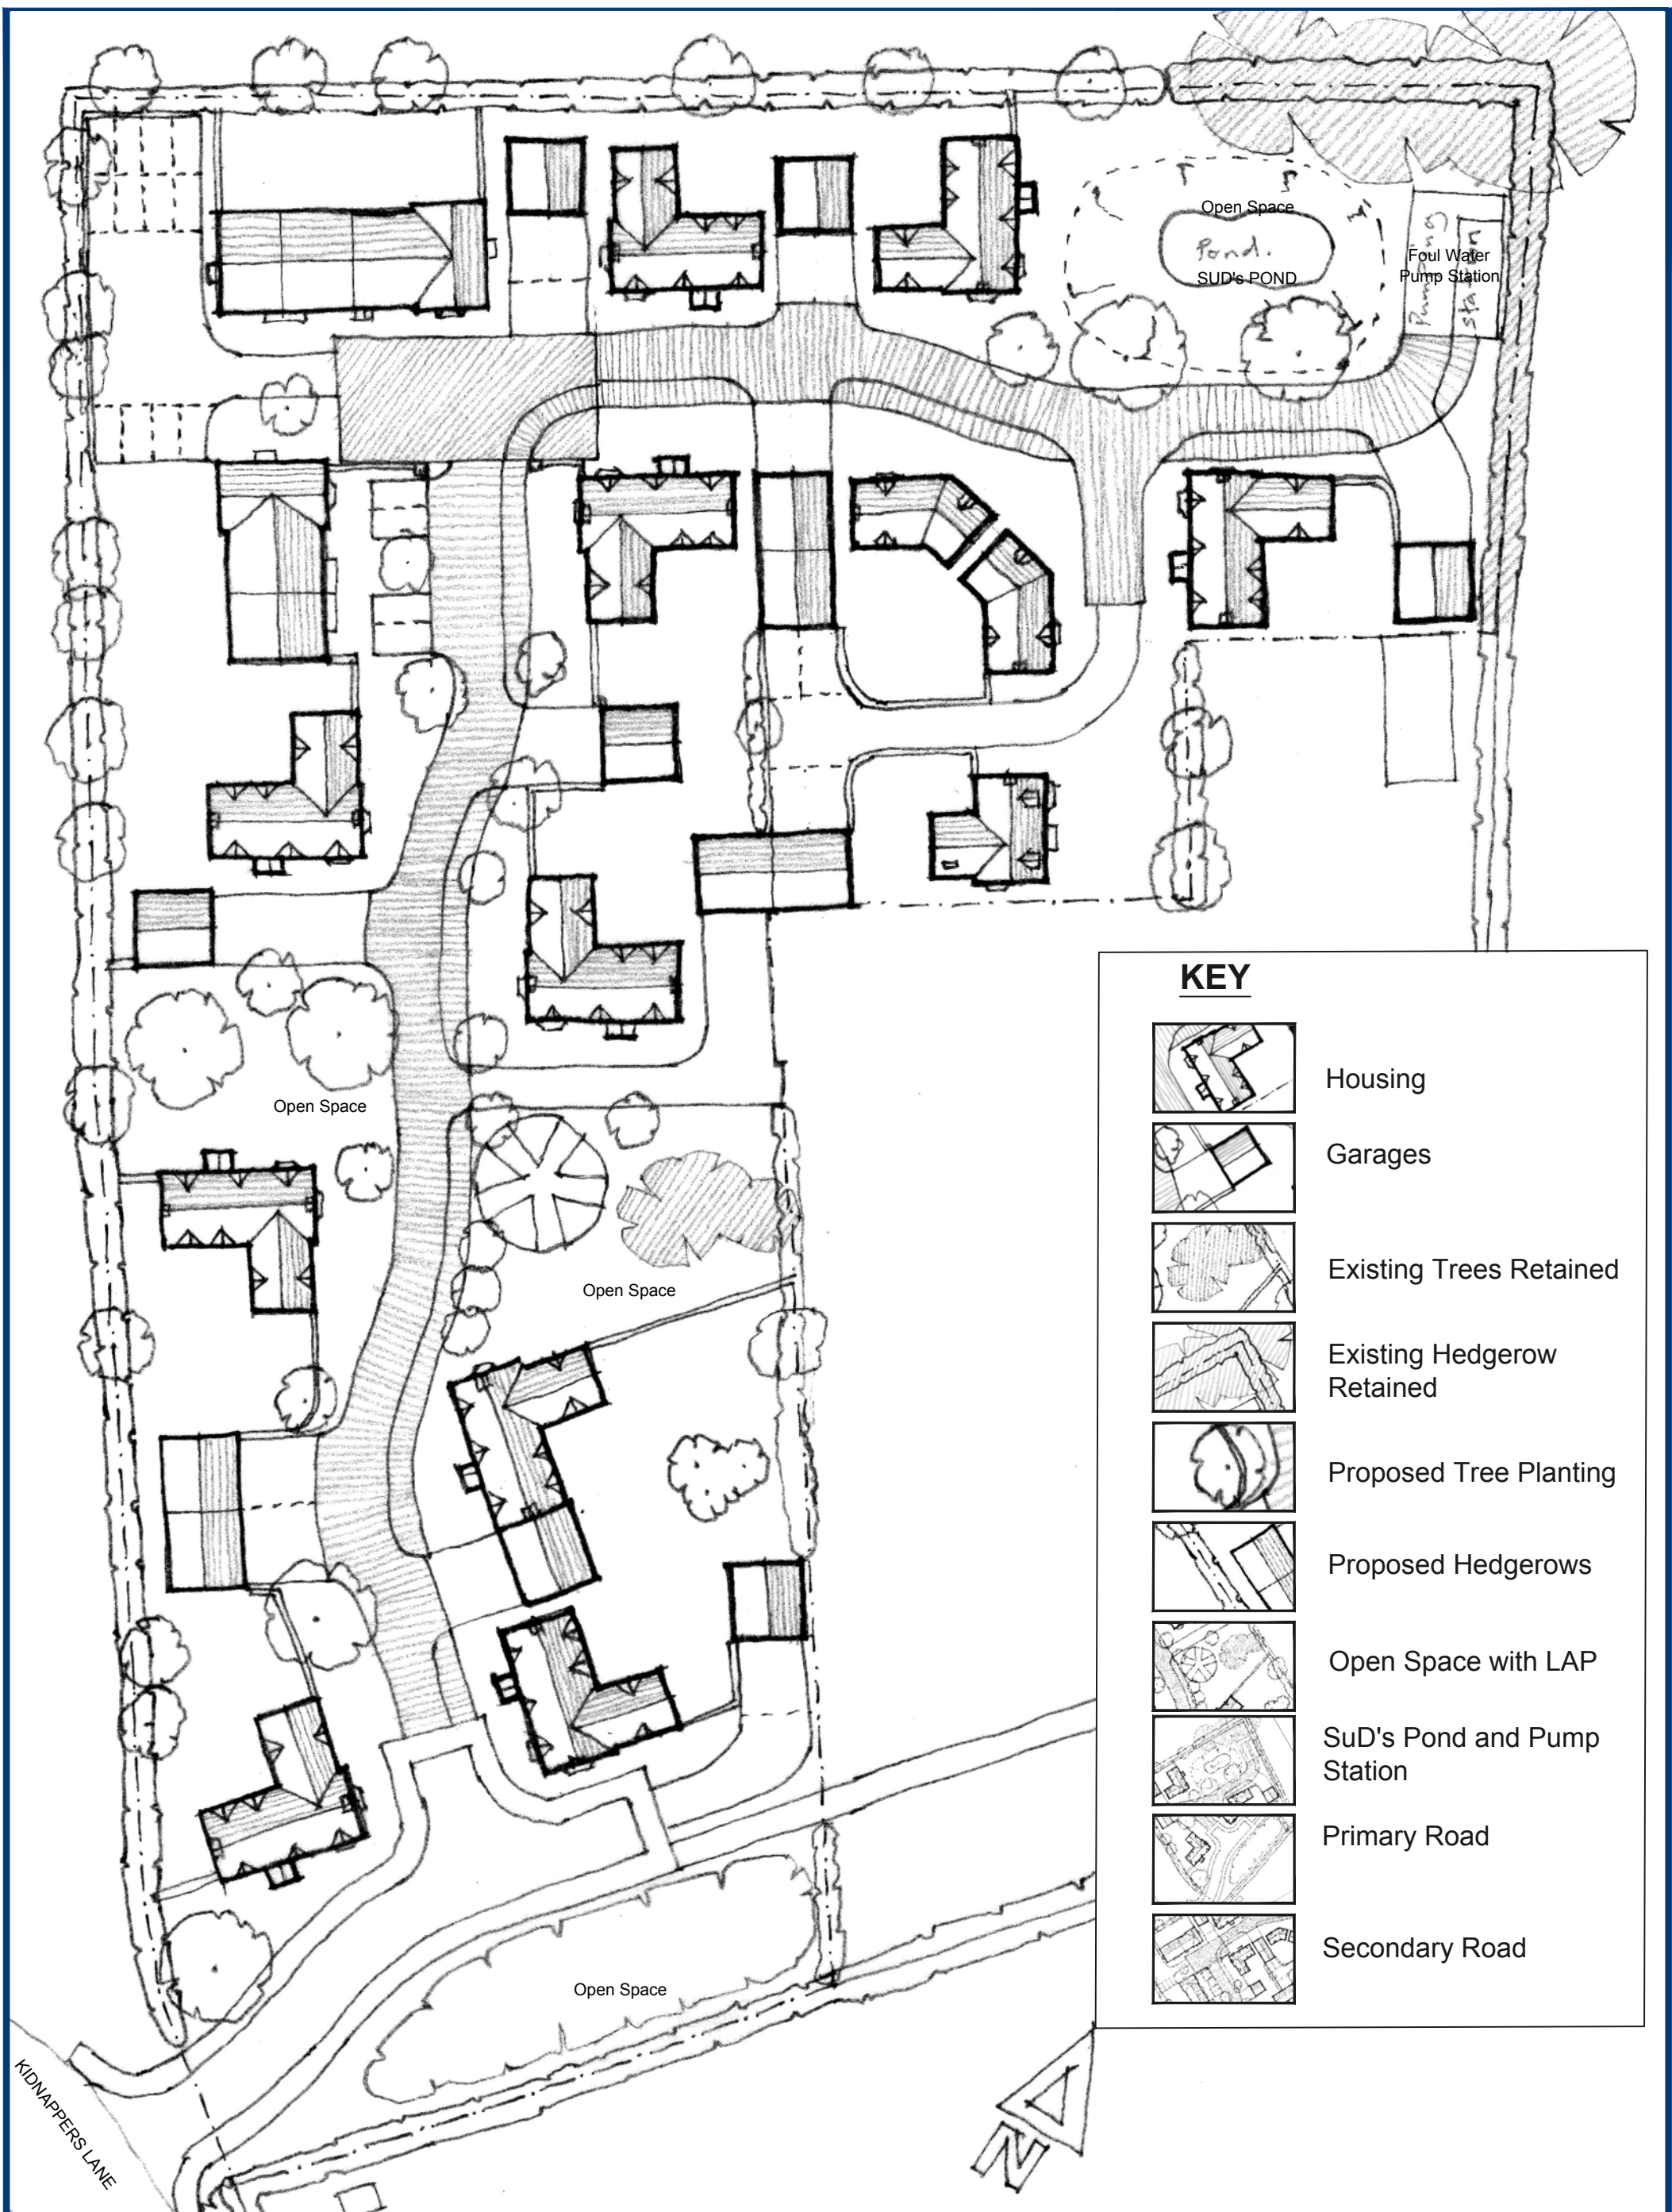 Open Space
Pond.
SUD's POND
Foul Water
Pump Station
Pumping
station
Open Space
Open Space
Open Space
KIDNAPPERS LANE
N
KEY
Housing
Garages
Existing Trees Retained
Existing Hedgerow
Retained
Proposed Tree Planting
Proposed Hedgerows
Open Space with LAP
SuD's Pond and Pump
Station
Primary Road
Secondary Road